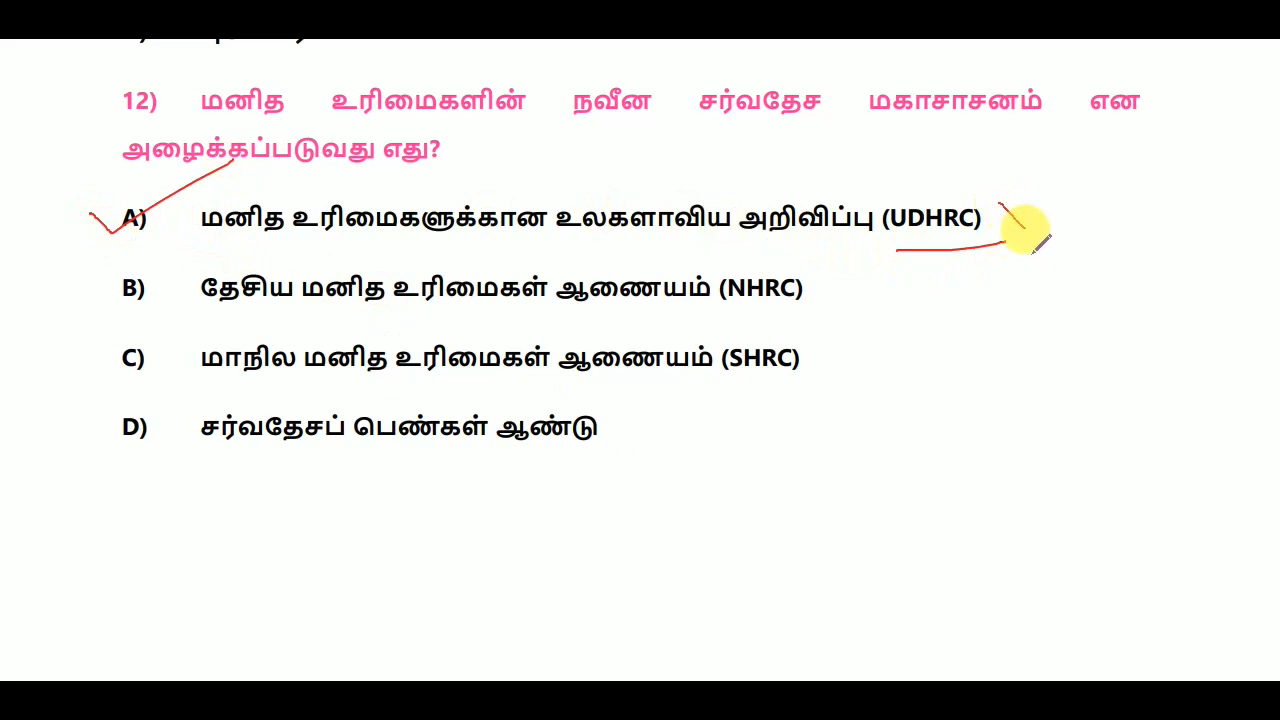 12) மனித உரிமைகளின் நவீன சர்வதேச மகாசாசனம் என
அழைக்கப்படுவது எது?
A) மனித உரிமைகளுக்கான உலகளாவிய அறிவிப்பு (UDHRC)
B) தேசிய மனித உரிமைகள் ஆணையம் (NHRC)
C) மாநில மனித உரிமைகள் ஆணையம் (SHRC)
D) சர்வதேசப் பெண்கள் ஆண்டு